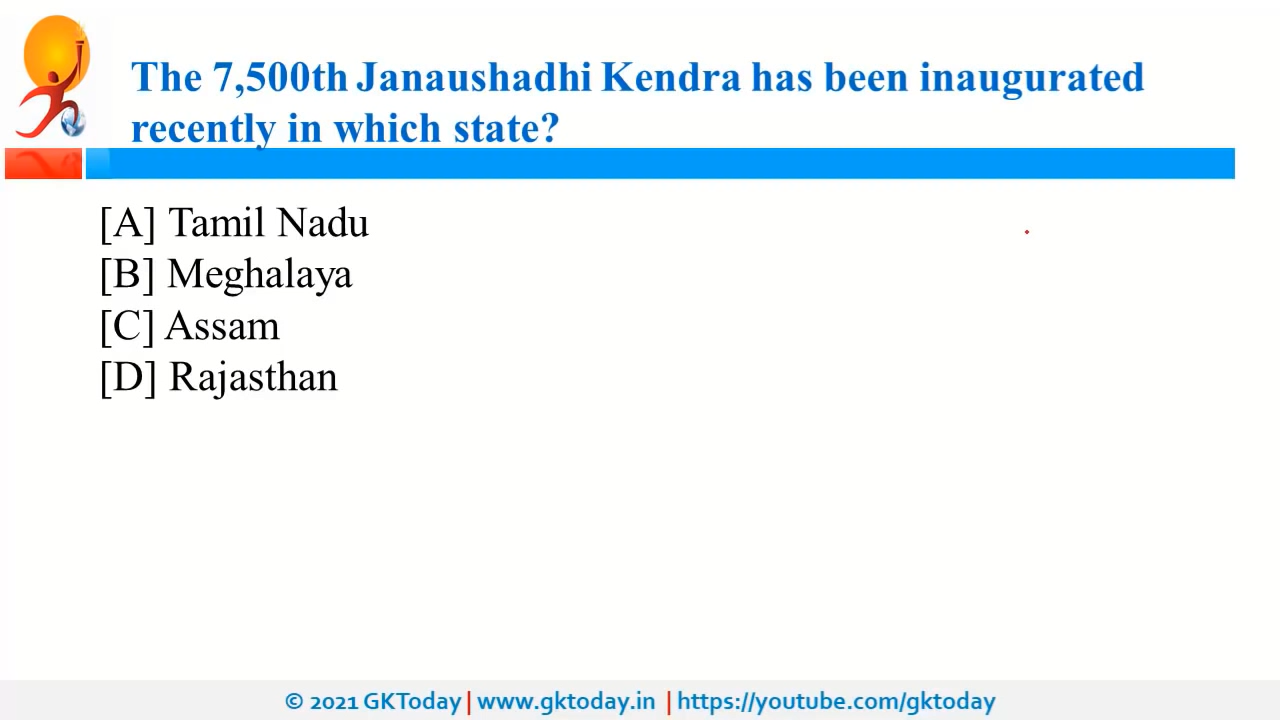 The 7,500th Janaushadhi Kendra has been inaugurated
recently in which state?
[A] Tamil Nadu
[B] Meghalaya
[C] Assam
[D] Rajasthan
© 2021 GKToday | www.gktoday.in | https://youtube.com/gktoday